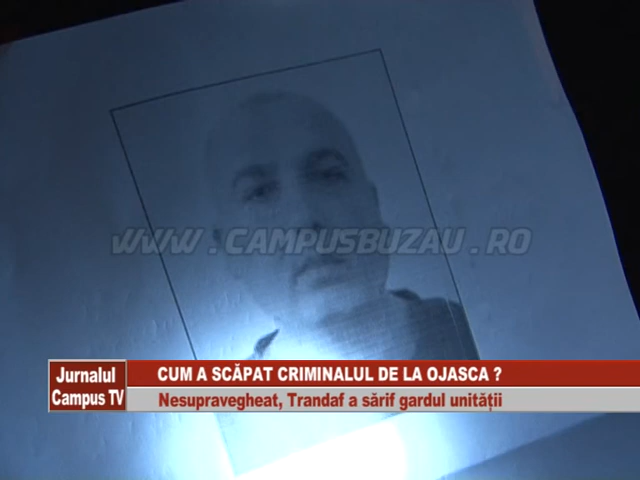 WWW.CAMPUSBUZAU.RO
Jurnalul
Campus TV
CUM A SCĂPAT CRIMINALUL DE LA OJASCA ?
Nesupravegheat, Trandaf a sărif gardul unității